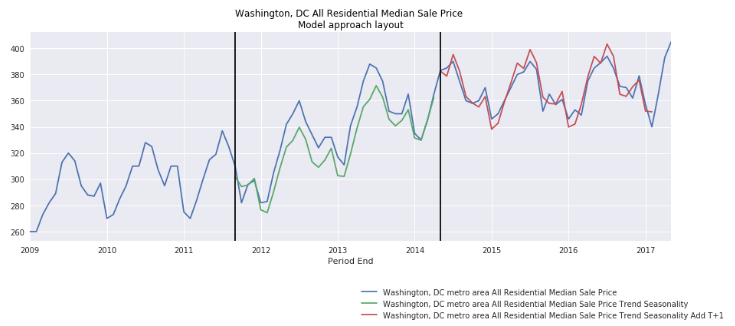 Washington, DC All Residential Median Sale Price
Model approach layout
400
380
360
340
320
300
280
260
2009 2010 2011 2012 2013 2014 2015 2016 2017
Period End
Washington, DC metro area All Residential Median Sale Price
Washington, DC metro area All Residential Median Sale Price Trend Seasonality
Washington, DC metro area All Residential Median Sale Price Trend Seasonality Add T+1